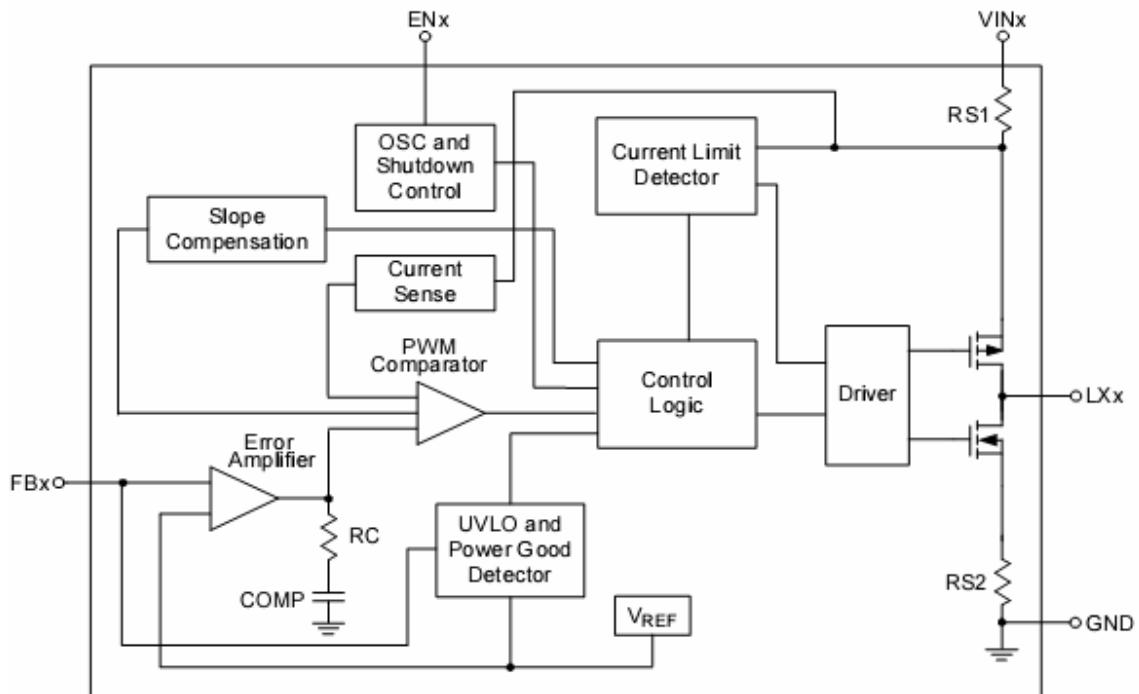 ENx
VINx
RS1
OSC and
Shutdown
Control
Current Limit
Detector
Slope
Compensation
Current
Sense
PWM
Comparator
Control
Logic
Driver
LXx
Error
Amplifier
FBx
RC
UVLO and
Power Good
Detector
RS2
COMP
VREF
GND